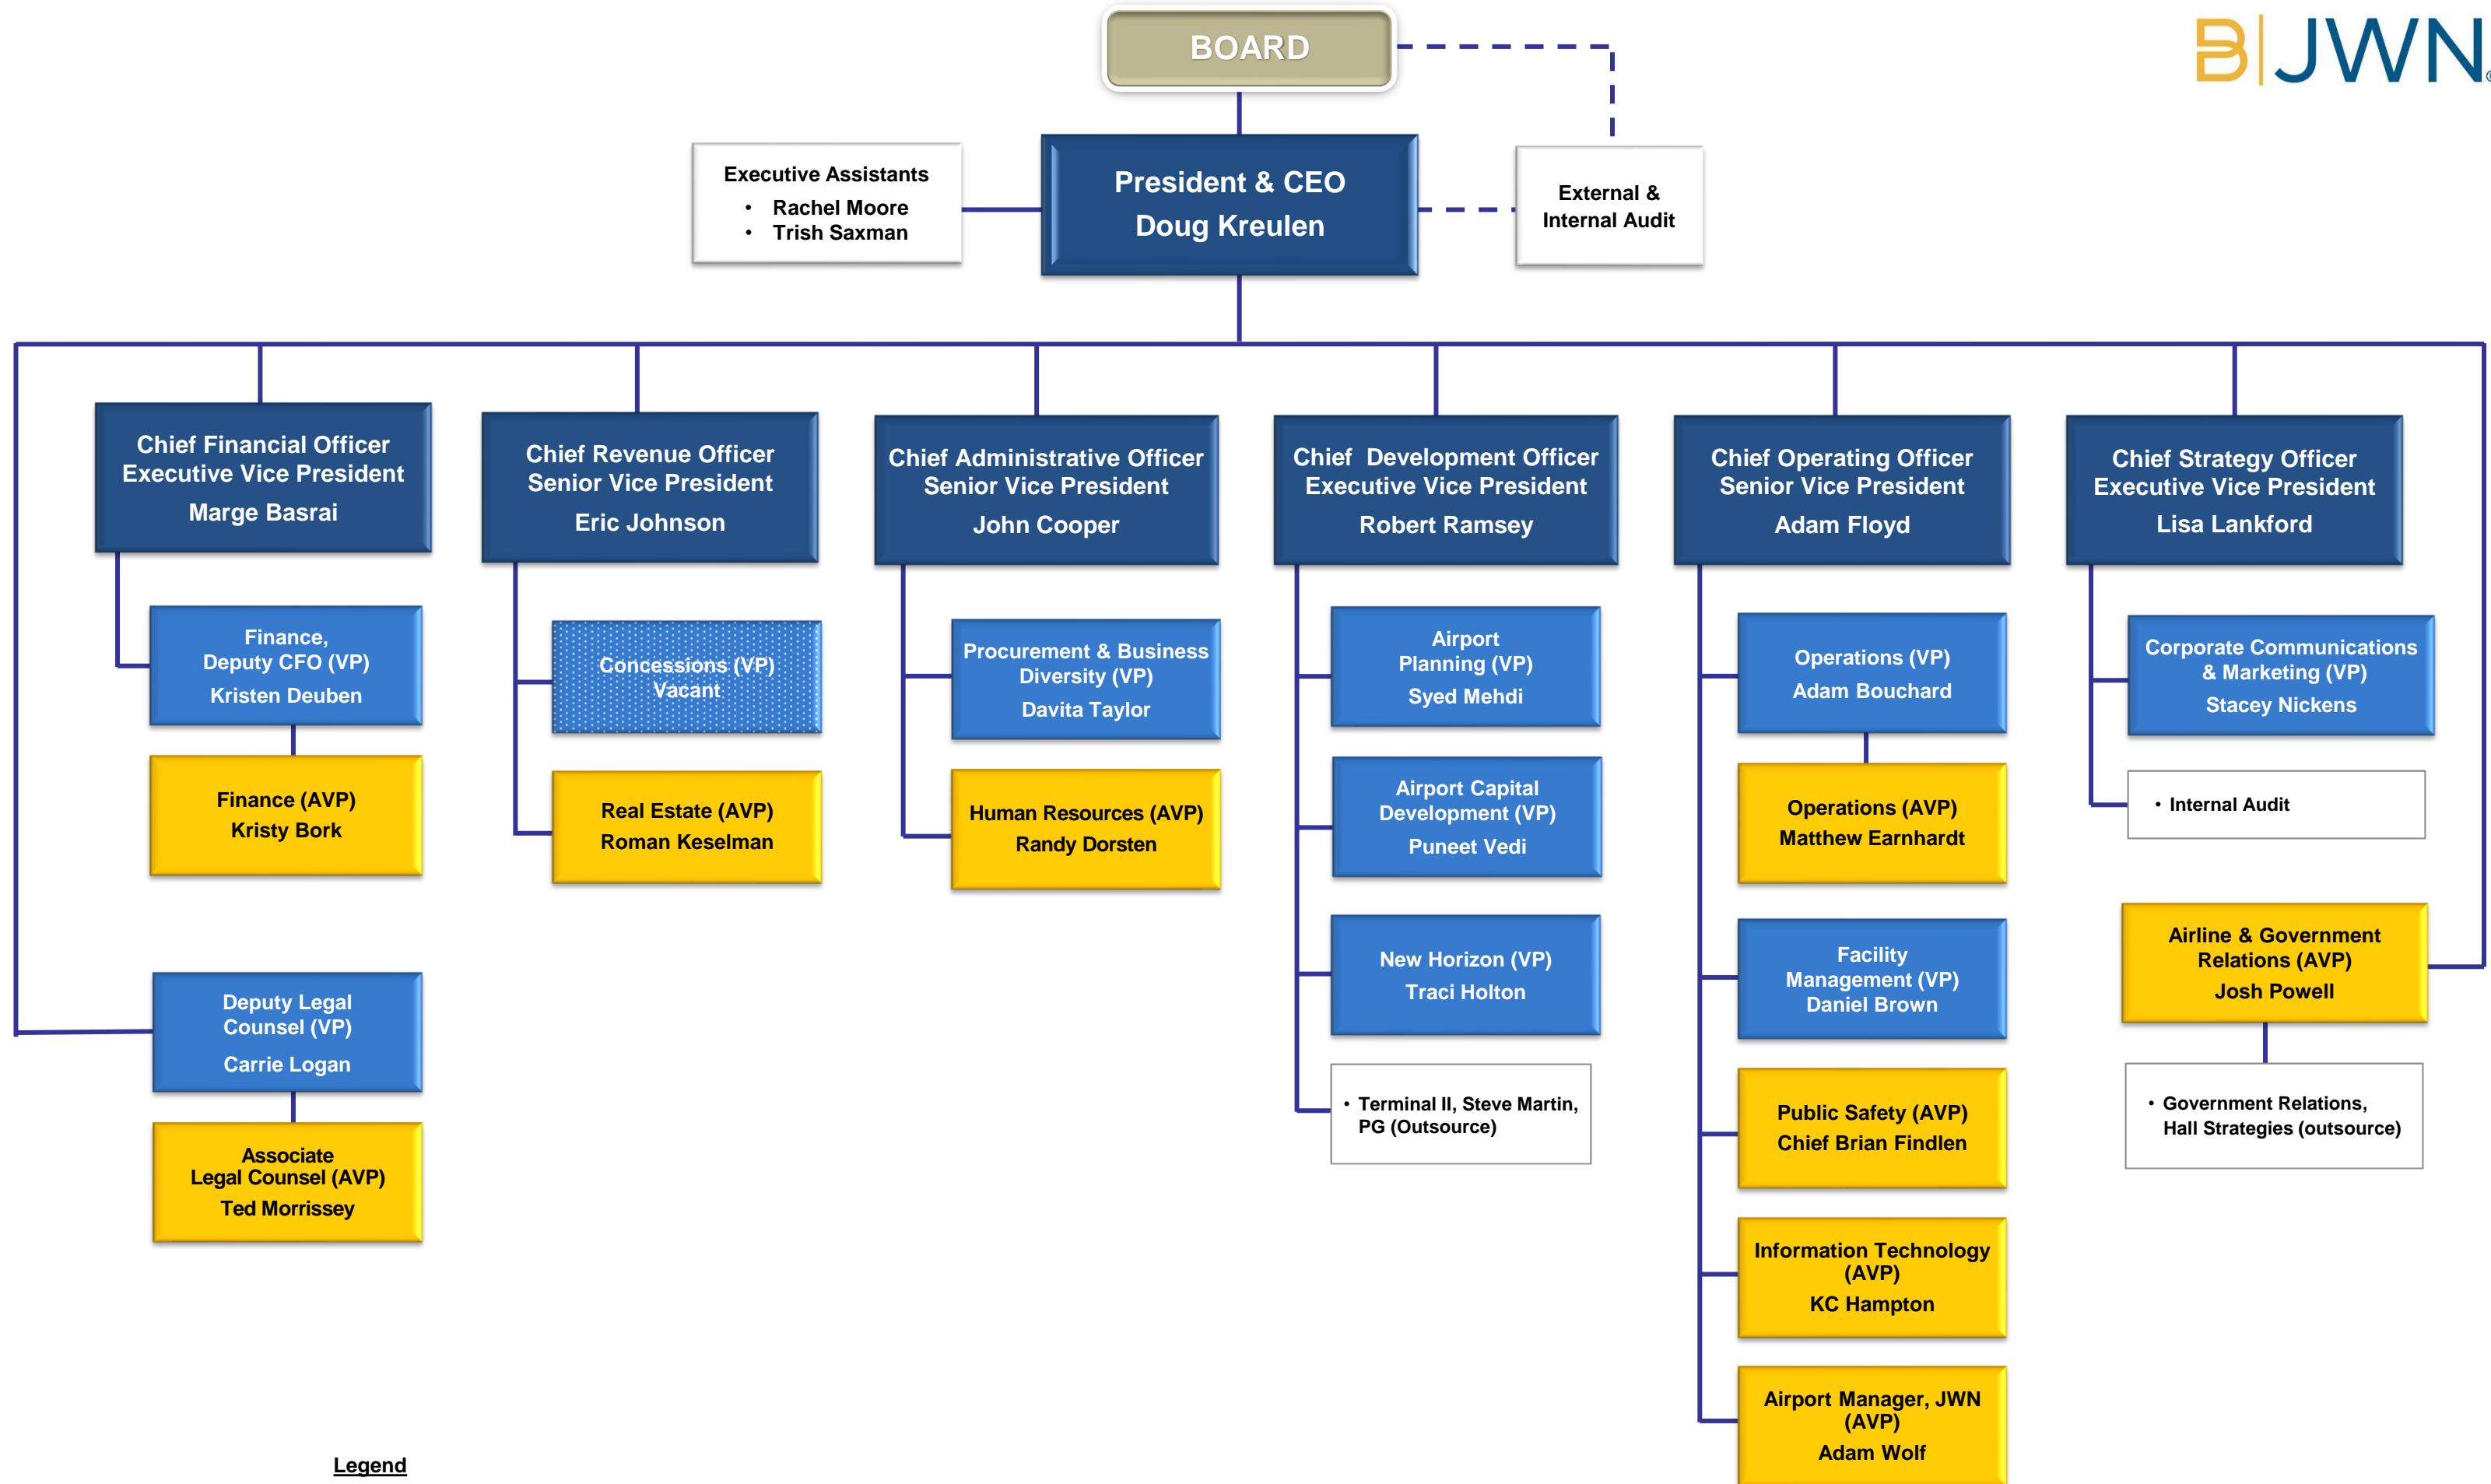 BOARD
B|JWN®
Executive Assistants
• Rachel Moore
• Trish Saxman
President & CEO
Doug Kreulen
External &
Internal Audit
Chief Financial Officer
Executive Vice President
Marge Basrai
Chief Revenue Officer
Senior Vice President
Eric Johnson
Chief Administrative Officer
Senior Vice President
John Cooper
Chief Development Officer
Executive Vice President
Robert Ramsey
Chief Operating Officer
Senior Vice President
Adam Floyd
Chief Strategy Officer
Executive Vice President
Lisa Lankford
Finance,
Deputy CFO (VP)
Kristen Deuben
Finance (AVP)
Kristy Bork
Deputy Legal
Counsel (VP)
Carrie Logan
Associate
Legal Counsel (AVP)
Ted Morrissey
Concessions (VP)
Vacant
Real Estate (AVP)
Roman Keselman
Procurement & Business
Diversity (VP)
Davita Taylor
Human Resources (AVP)
Randy Dorsten
Airport
Planning (VP)
Syed Mehdi
Airport Capital
Development (VP)
Puneet Vedi
New Horizon (VP)
Traci Holton
• Terminal II, Steve Martin,
PG (Outsource)
Operations (VP)
Adam Bouchard
Operations (AVP)
Matthew Earnhardt
Facility
Management (VP)
Daniel Brown
Public Safety (AVP)
Chief Brian Findlen
Information Technology
(AVP)
KC Hampton
Airport Manager, JWN
(AVP)
Adam Wolf
Corporate Communications
& Marketing (VP)
Stacey Nickens
• Internal Audit
Airline & Government
Relations (AVP)
Josh Powell
• Government Relations,
Hall Strategies (outsource)
Legend